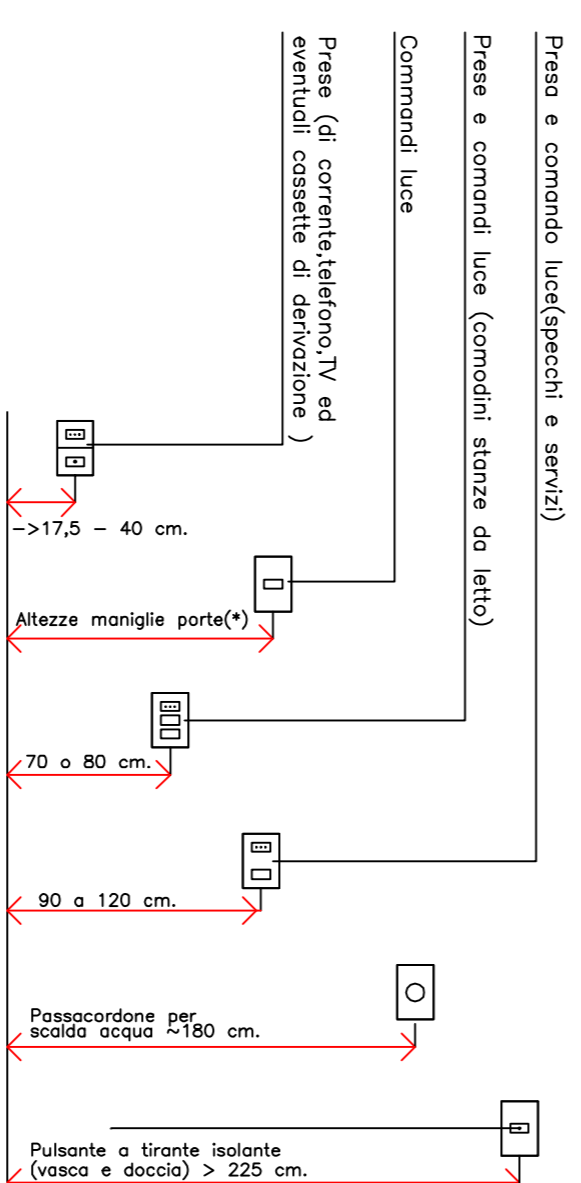 Presa e comando luce(specchi e servizi)
Prese e comandi luce (comodini stanze da letto)
Commandi luce
Prese (di corrente,telefono,TV ed
eventuali cassette di derivazione )
->17,5 - 40 cm.
Altezze maniglie porte(*)
70 o 80 cm.
90 a 120 cm.
Passacordone per
scalda acqua ~180 cm.
Pulsante a tirante isolante
(vasca e doccia) > 225 cm.